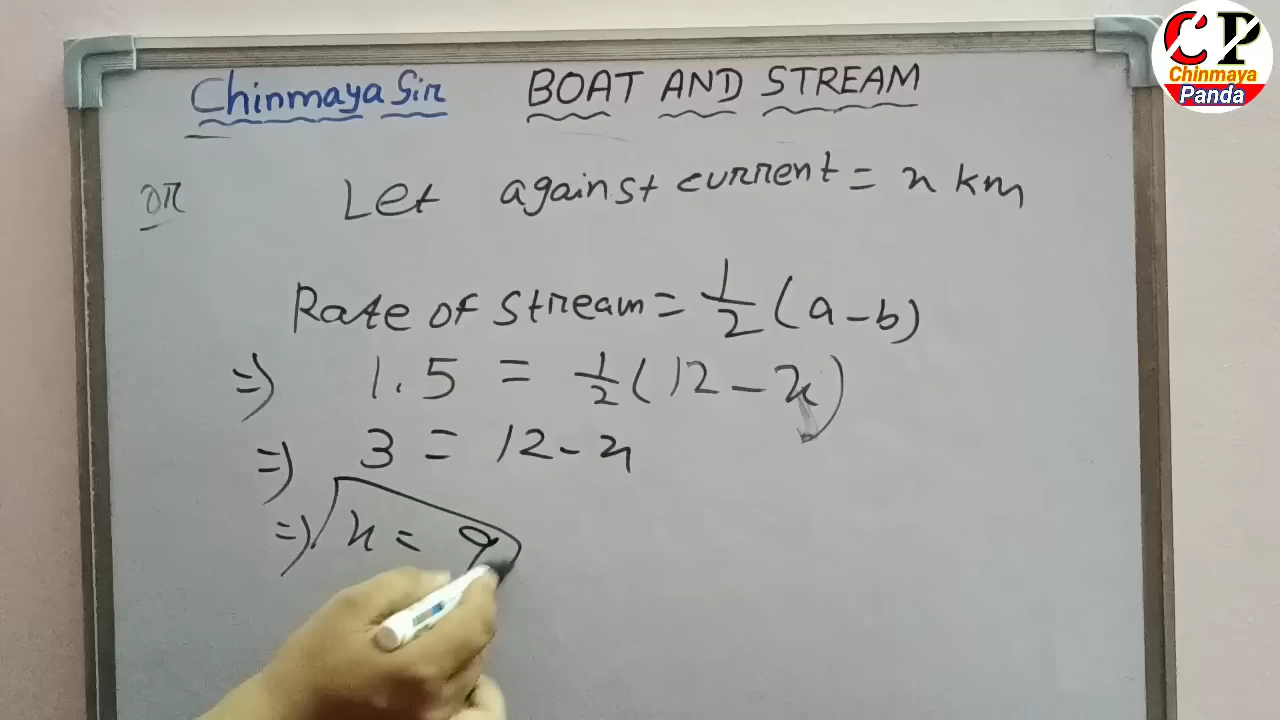 CP
Chinmaya
Panda
Chinmaya Sir BOAT AND STREAM
or Let against current = x km
Rate of stream = 1/2 (a - b)
=> 1.5 = 1/2 (12 - x)
=> 3 = 12 - x
=> x = 9